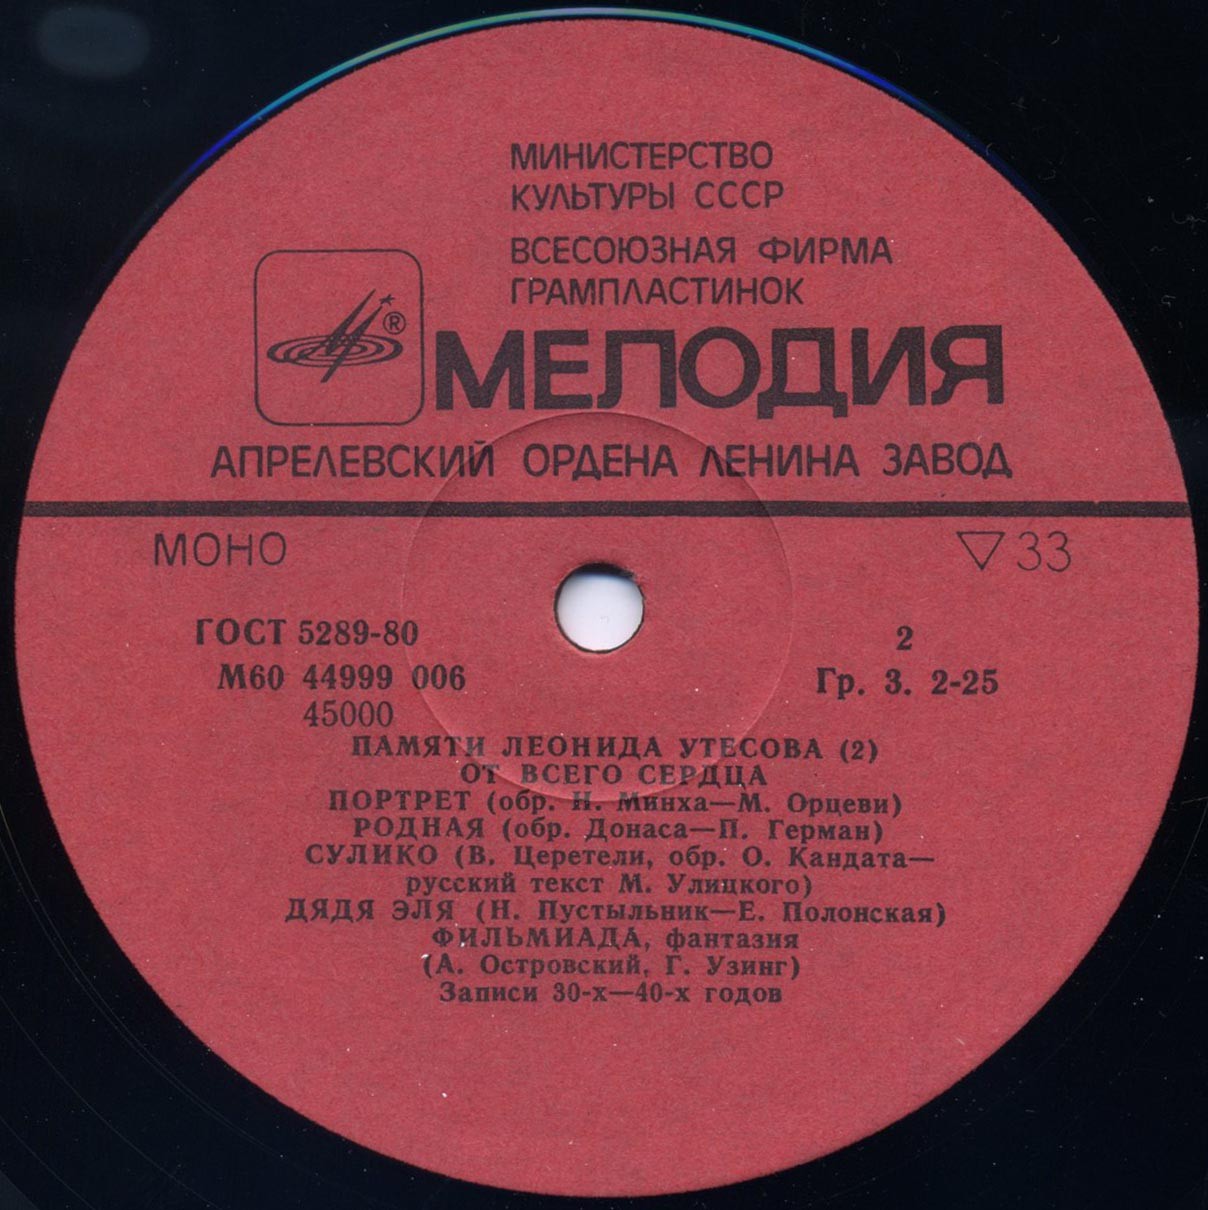 МИНИСТЕРСТВО
КУЛЬТУРЫ СССР
ВСЕСОЮЗНАЯ ФИРМА
ГРАМПЛАСТИНОК
®
МЕЛОДИЯ
АПРЕЛЕВСКИЙ ОРДЕНА ЛЕНИНА ЗАВОД
МОНО ▽33
ГОСТ 5289-80 2
М60 44999 006 Гр. 3. 2-25
45000
ПАМЯТИ ЛЕОНИДА УТЕСОВА (2)
ОТ ВСЕГО СЕРДЦА
ПОРТРЕТ (обр. Н. Минха—М. Орцеви)
РОДНАЯ (обр. Донаса—П. Герман)
СУЛИКО (В. Церетели, обр. О. Кандата—
русский текст М. Улицкого)
ДЯДЯ ЭЛЯ (Н. Пустыльник—Е. Полонская)
ФИЛЬМИАДА, фантазия
(А. Островский, Г. Узинг)
Записи 30-х—40-х годов